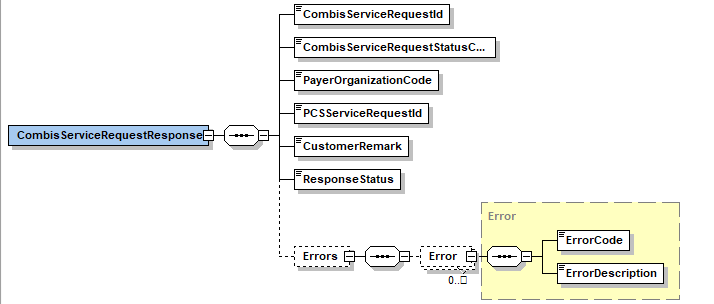 CombisServiceRequestId
CombisServiceRequestStatusC...
PayerOrganizationCode
PCSServiceRequestId
CombisServiceRequestResponse
CustomerRemark
ResponseStatus
Error
ErrorCode
Errors
Error
0..□
ErrorDescription